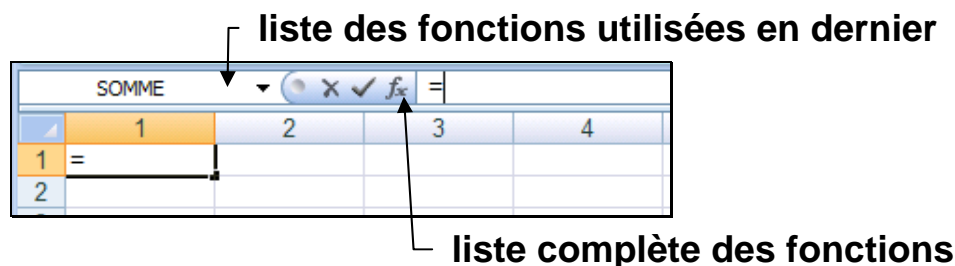 liste des fonctions utilisées en dernier
SOMME fx =
1 2 3 4
1 =
2
liste complète des fonctions